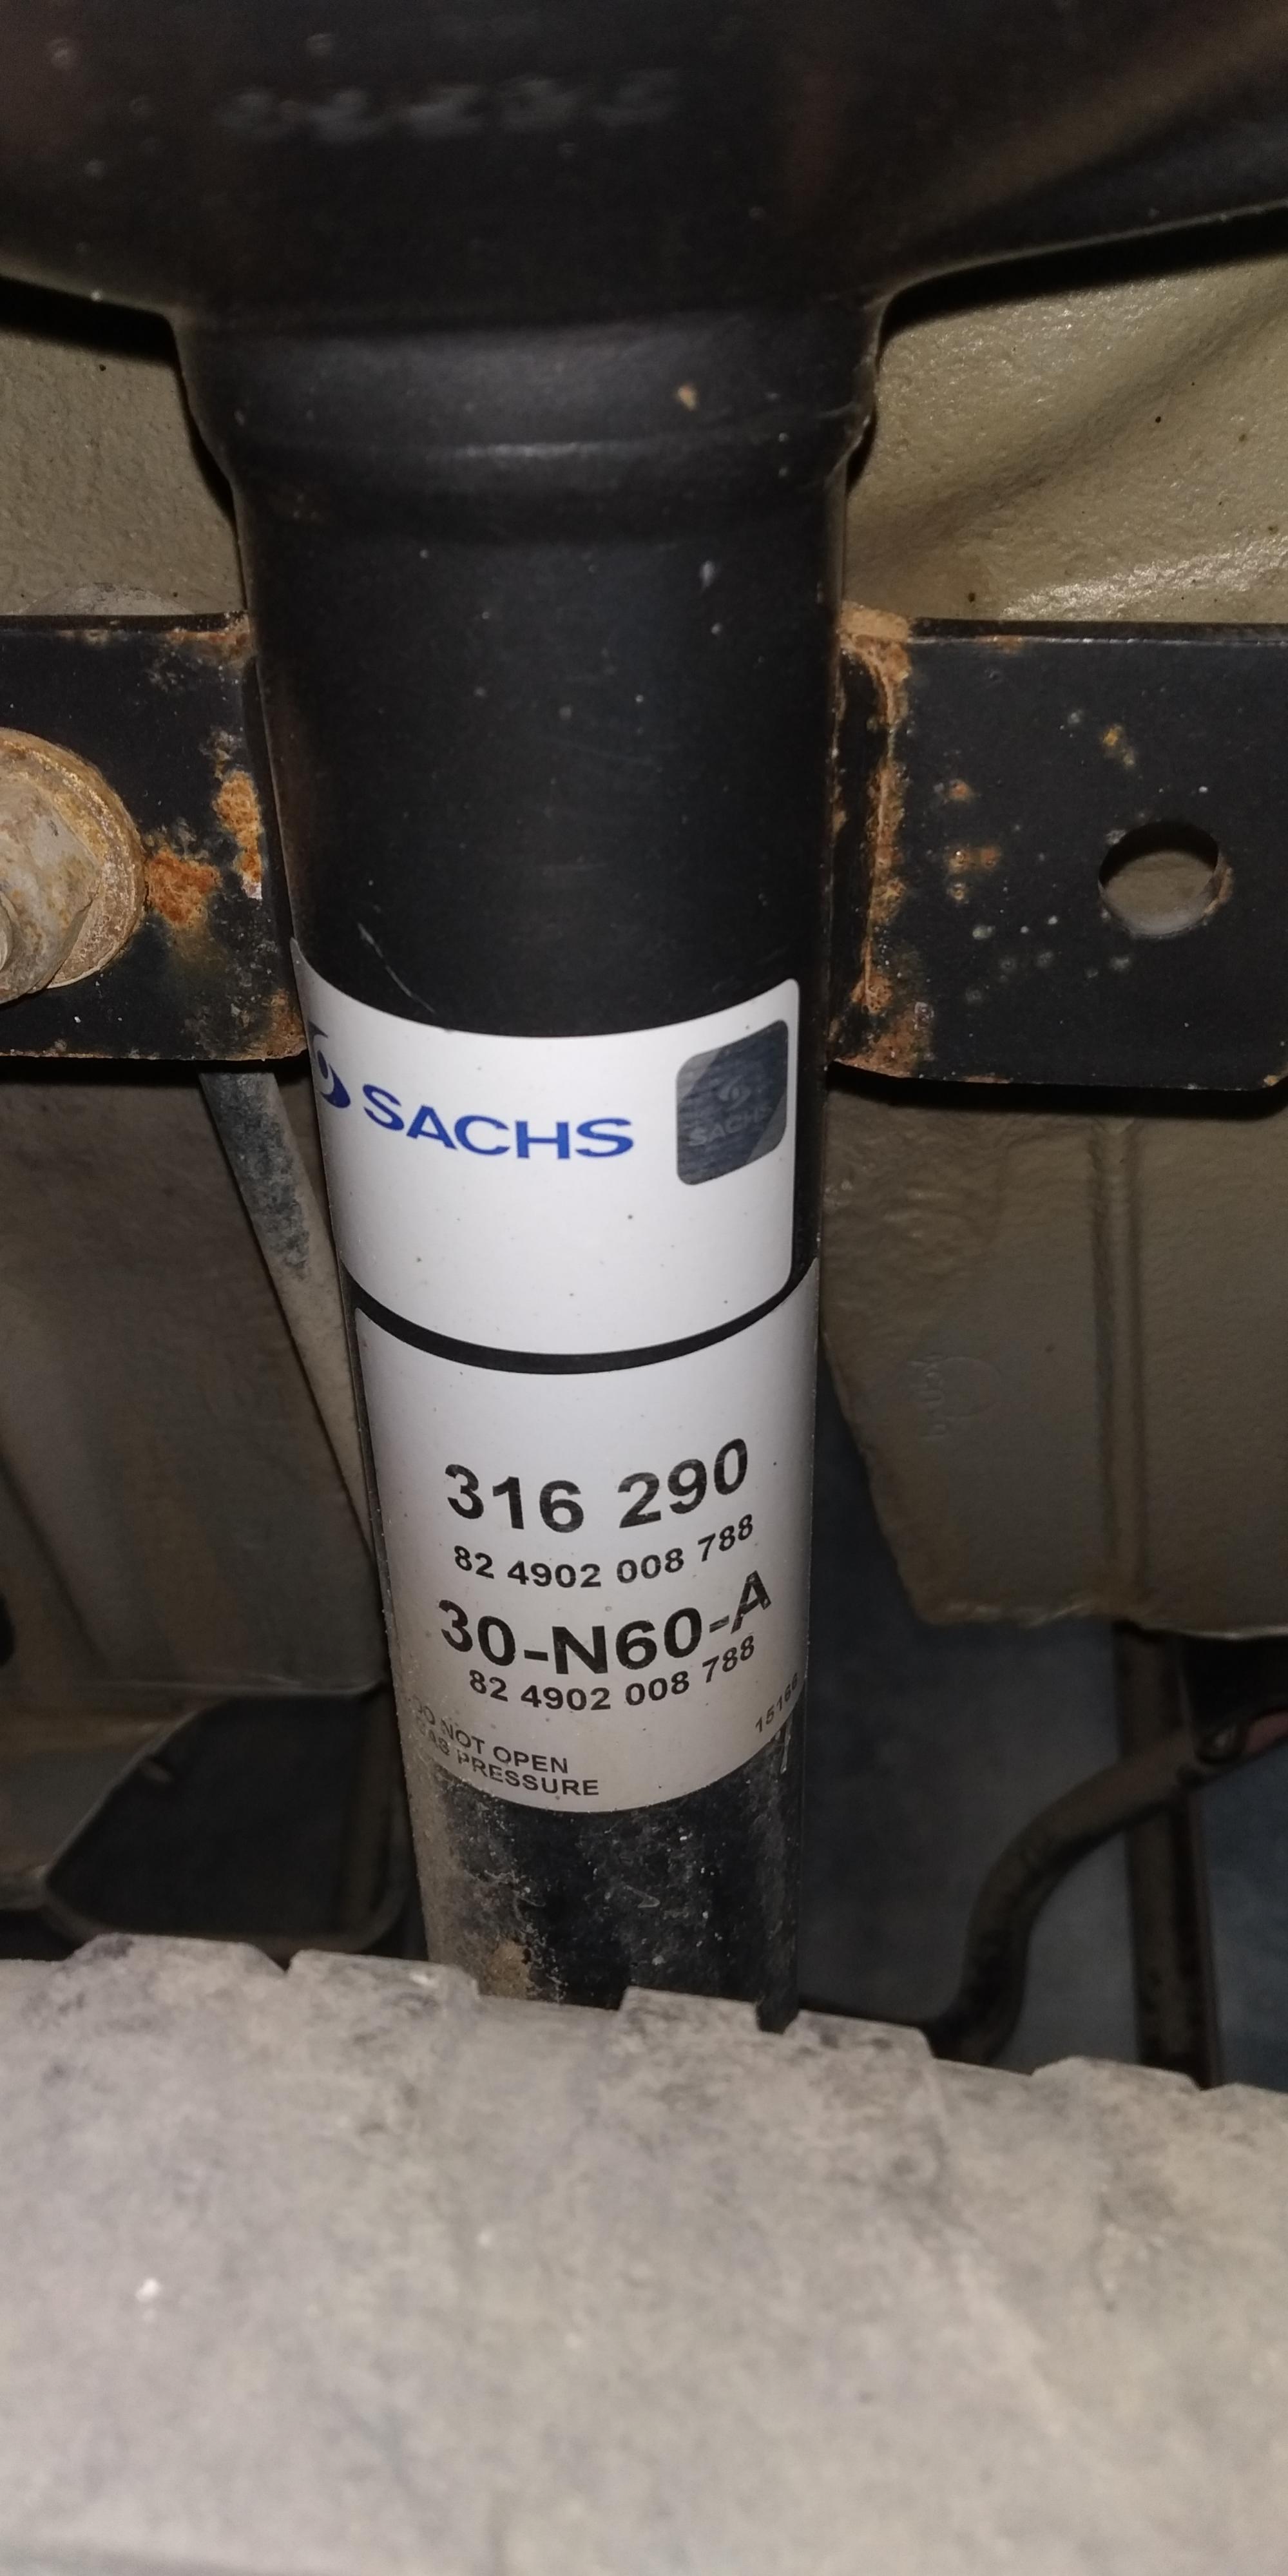 SACHS
SACHS
316 290
82 4902 008 788
30-N60-A
82 4902 008 788
NOT OPEN
PRESSURE